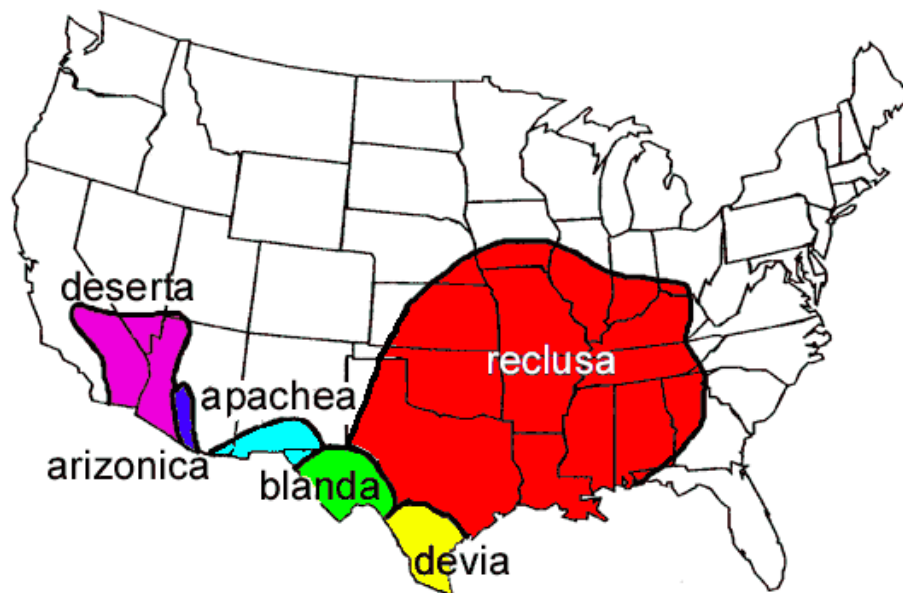 deserta
reclusa
apachea
arizonica
blanda
devia